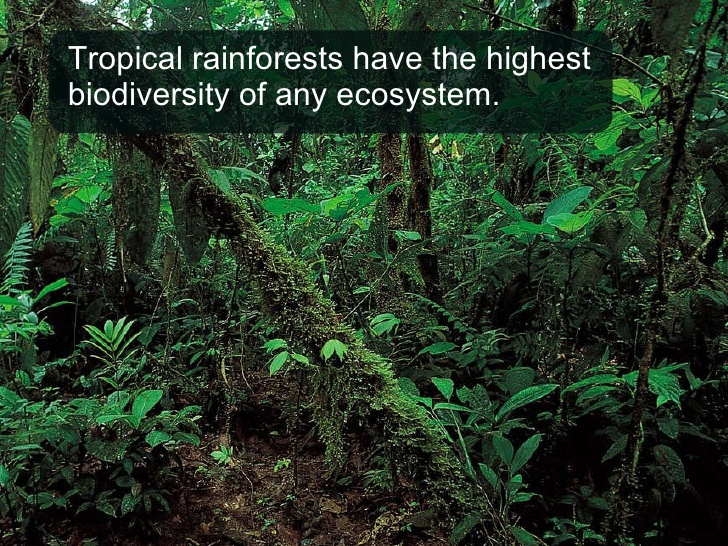 Tropical rainforests have the highest
biodiversity of any ecosystem.